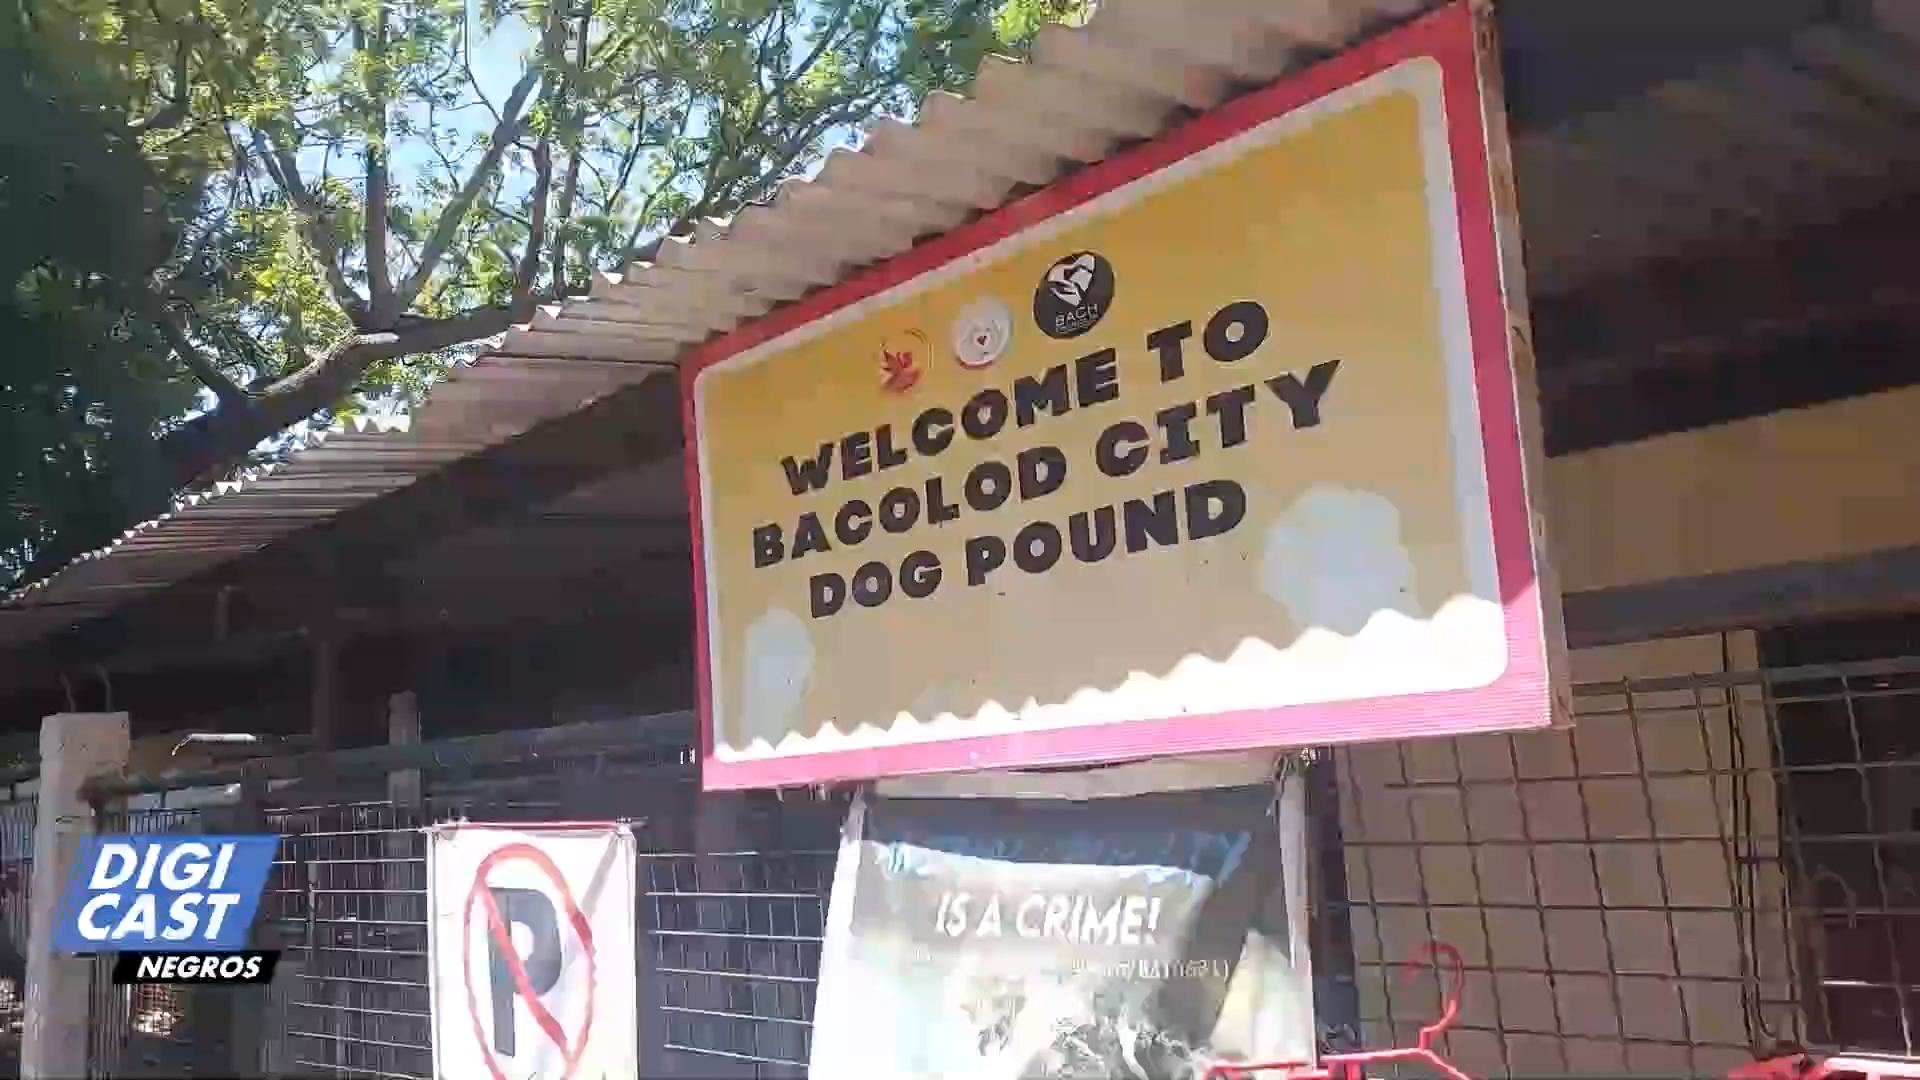 BACH
WELCOME TO
BACOLOD CITY
DOG POUND
P
IS A CRIME!
DIGI
CAST
NEGROS